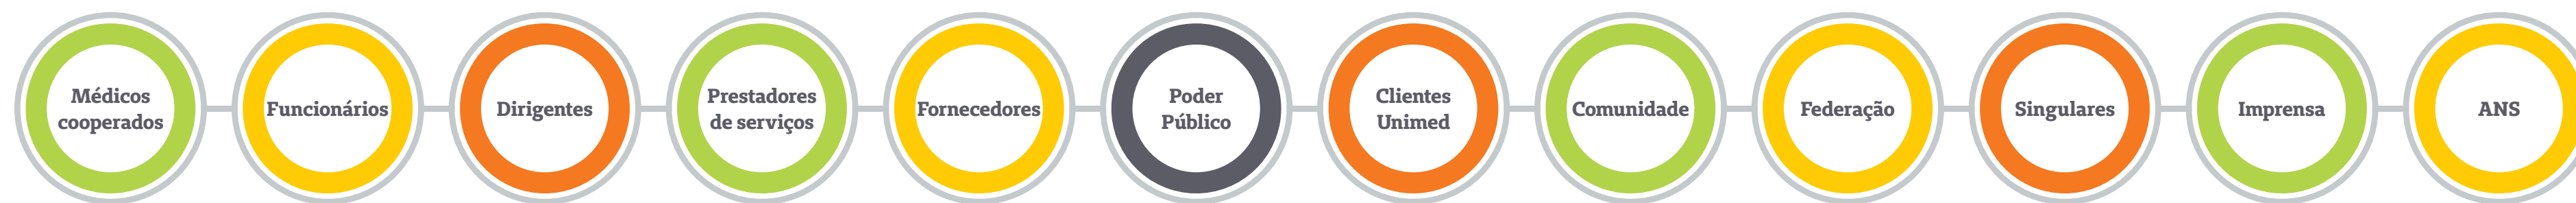 Médicos
cooperados
Funcionários
Dirigentes
Prestadores
de serviços
Fornecedores
Poder
Público
Clientes
Unimed
Comunidade
Federação
Singulares
Imprensa
ANS